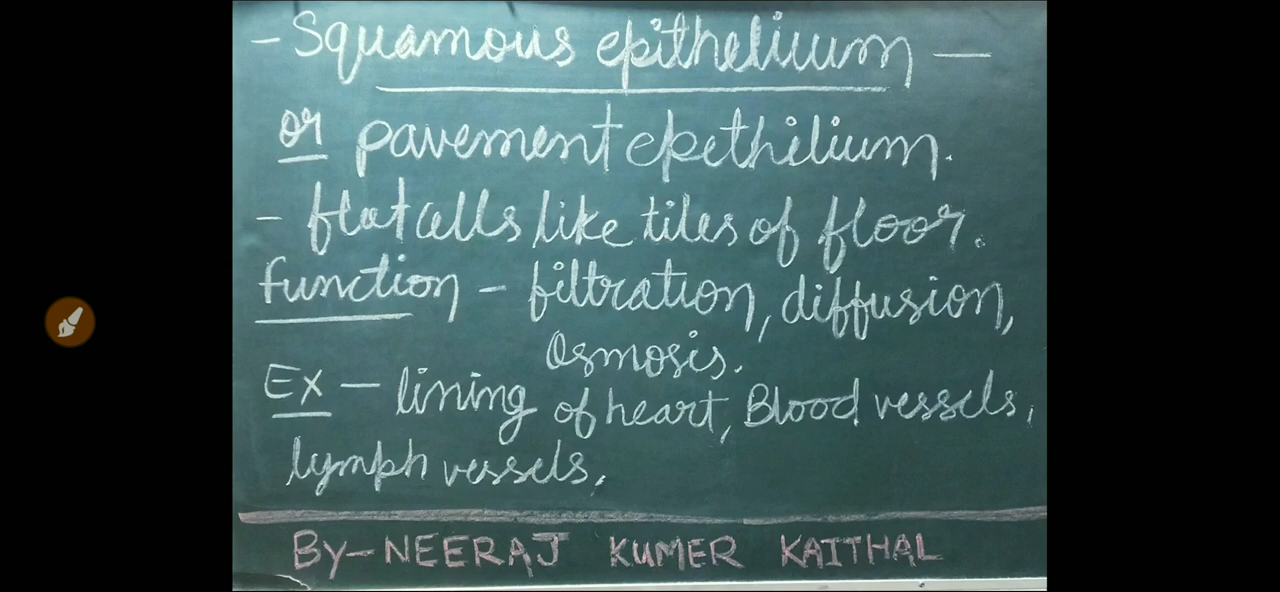 - Squamous epithelium -
or pavement epethilium.
- flat cells like tiles of floor.
Function - filtration, diffusion,
Osmosis.
Ex - lining of heart, Blood vessels,
lymph vessels,
BY-NEERAJ KUMER KAITHAL